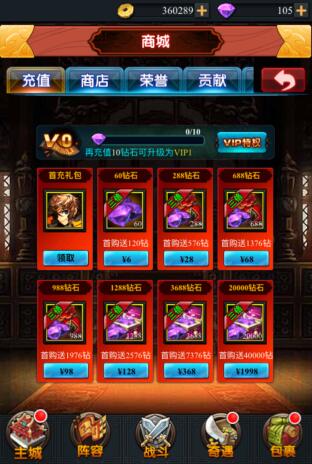 360289
105
商城
充值 商店 荣誉 贡献
V0
0/10
再充值10钻石可升级为VIP1
VIP特权
首充礼包 60钻石 288钻石 688钻石
60 288 688
首购送120钻 首购送576钻 首购送1376钻
领取 ¥6 ¥28 ¥68
988钻石 1288钻石 3688钻石 20000钻石
988 1288 3688 20000
首购送1976钻 首购送2576钻 首购送7376钻 首购送40000钻
¥98 ¥128 ¥368 ¥1998
主城 阵容 战斗 奇遇 包裹